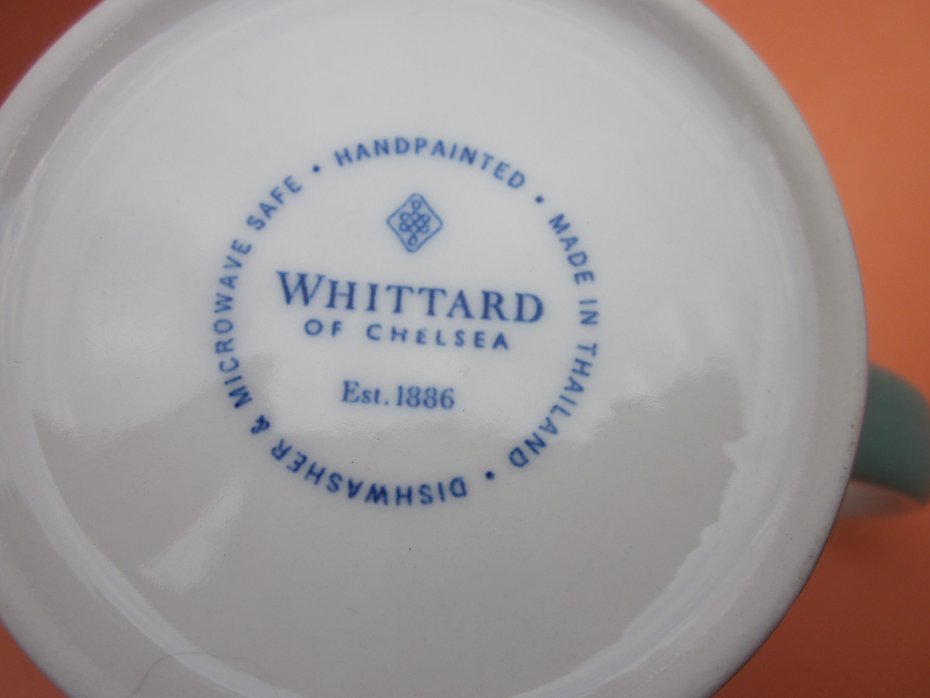 HANDPAINTED • MADE IN THAILAND • DISHWASHER & MICROWAVE SAFE •
WHITTARD
OF CHELSEA
Est. 1886